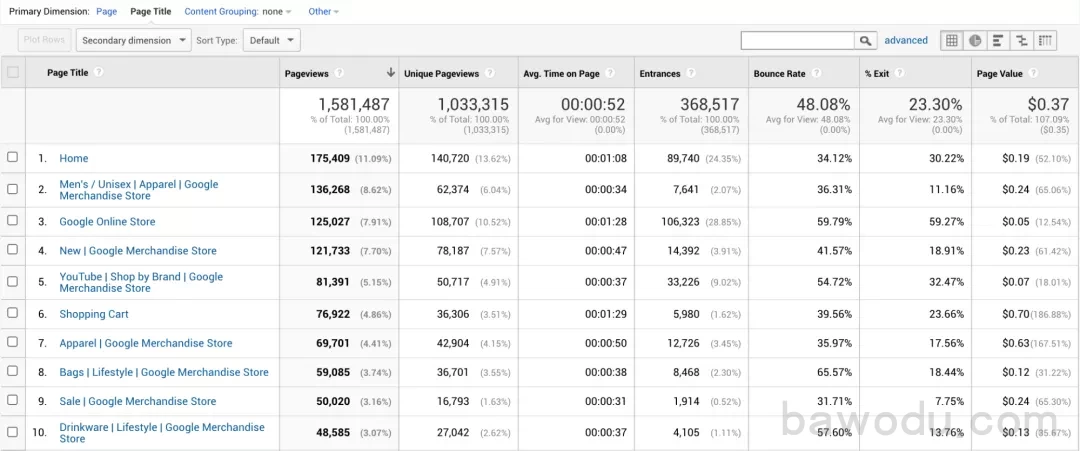 Primary Dimension: Page Page Title Content Grouping: none Other
Plot Rows Secondary dimension Sort Type: Default advanced
Page Title ? Pageviews ? Unique Pageviews ? Avg. Time on Page ? Entrances ? Bounce Rate ? % Exit ? Page Value ?
1,581,487 1,033,315 00:00:52 368,517 48.08% 23.30% $0.37
% of Total: 100.00% % of Total: 100.00% Avg for View: 00:00:52 % of Total: 100.00% Avg for View: 48.08% Avg for View: 23.30% % of Total: 107.09%
(1,581,487) (1,033,315) (0.00%) (368,517) (0.00%) (0.00%) ($0.35)
1. Home 175,409 (11.09%) 140,720 (13.62%) 00:01:08 89,740 (24.35%) 34.12% 30.22% $0.19 (52.10%)
2. Men's / Unisex | Apparel | Google
Merchandise Store 136,268 (8.62%) 62,374 (6.04%) 00:00:34 7,641 (2.07%) 36.31% 11.16% $0.24 (65.06%)
3. Google Online Store 125,027 (7.91%) 108,707 (10.52%) 00:01:28 106,323 (28.85%) 59.79% 59.27% $0.05 (12.54%)
4. New | Google Merchandise Store 121,733 (7.70%) 78,187 (7.57%) 00:00:47 14,392 (3.91%) 41.57% 18.91% $0.23 (61.42%)
5. YouTube | Shop by Brand | Google
Merchandise Store 81,391 (5.15%) 50,717 (4.91%) 00:00:37 33,226 (9.02%) 54.72% 32.47% $0.07 (18.01%)
6. Shopping Cart 76,922 (4.86%) 36,306 (3.51%) 00:01:29 5,980 (1.62%) 39.56% 23.66% $0.70 (186.88%)
7. Apparel | Google Merchandise Store 69,701 (4.41%) 42,904 (4.15%) 00:00:50 12,726 (3.45%) 35.97% 17.56% $0.63 (167.51%)
8. Bags | Lifestyle | Google Merchandise Store 59,085 (3.74%) 36,701 (3.55%) 00:00:38 8,468 (2.30%) 65.57% 18.44% $0.12 (31.22%)
9. Sale | Google Merchandise Store 50,020 (3.16%) 16,793 (1.63%) 00:00:31 1,914 (0.52%) 31.71% 7.75% $0.24 (65.30%)
10. Drinkware | Lifestyle | Google Merchandise
Store 48,585 (3.07%) 27,042 (2.62%) 00:00:37 4,105 (1.11%) 57.60% 13.76% $0.13 (35.67%)
bawodu.com